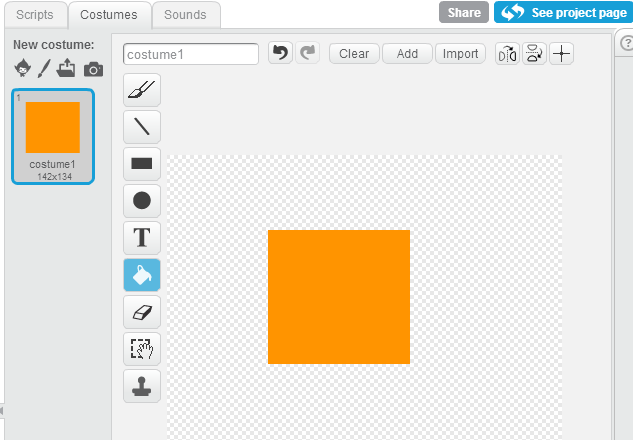 Scripts Costumes Sounds Share See project page
New costume:
costume1 Clear Add Import
1
costume1
142x134
T
?